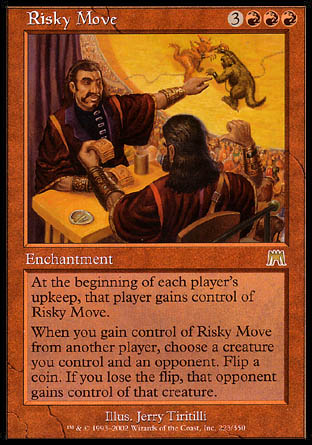 Risky Move 3
Enchantment
At the beginning of each player's
upkeep, that player gains control of
Risky Move.
When you gain control of Risky Move
from another player, choose a creature
you control and an opponent. Flip a
coin. If you lose the flip, that opponent
gains control of that creature.
Illus. Jerry Tiritilli
™ & © 1993–2002 Wizards of the Coast, Inc. 223/350